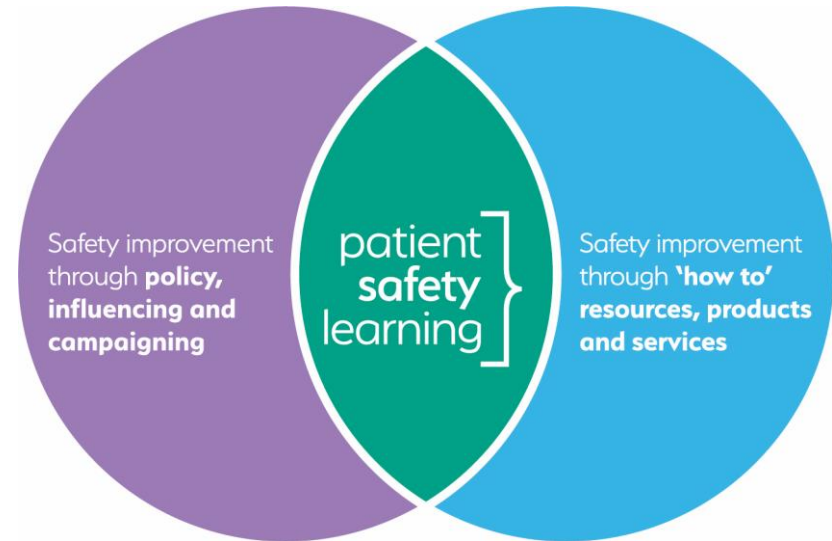 Safety improvement
through policy,
influencing and
campaigning
patient
safety
learning
Safety improvement
through ‘how to’
resources, products
and services